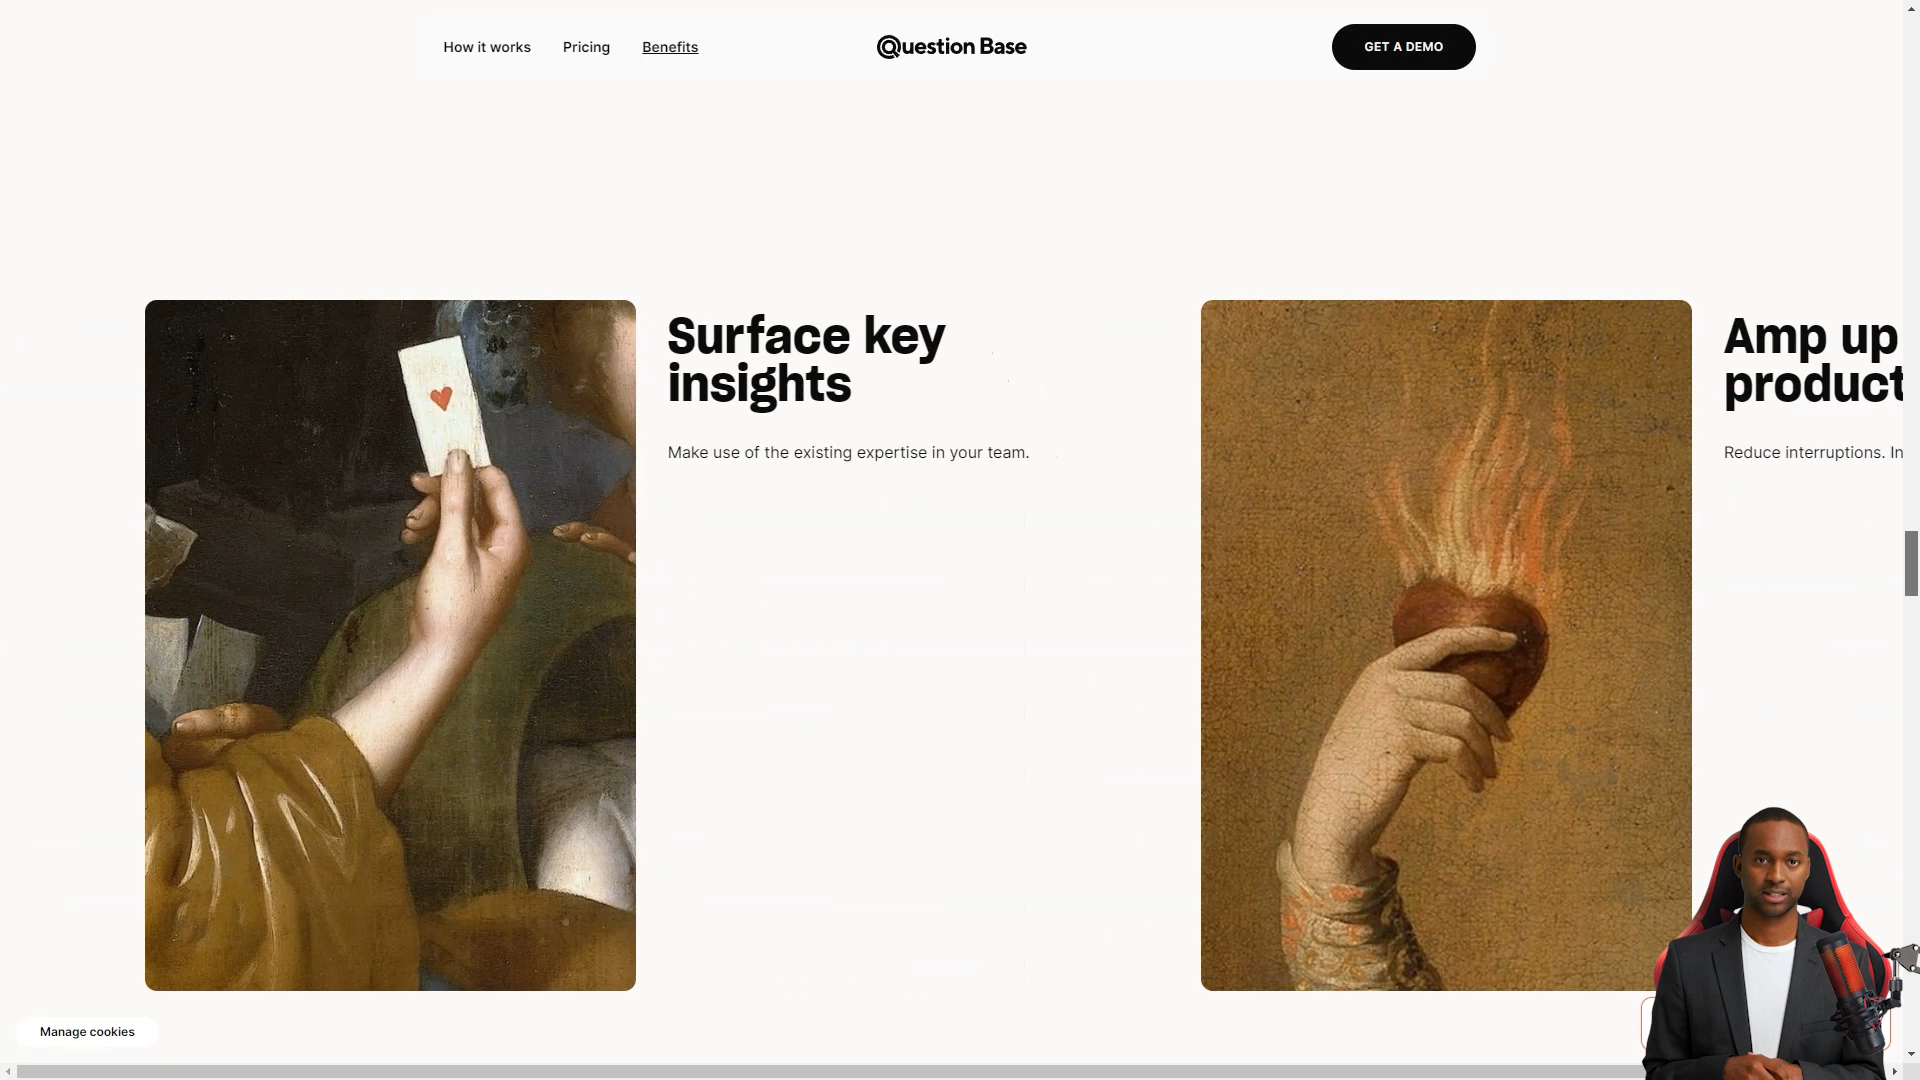 How it works
Pricing
Benefits
Question Base
GET A DEMO
Surface key
insights
Make use of the existing expertise in your team.
Amp up
product
Reduce interruptions. In
Manage cookies